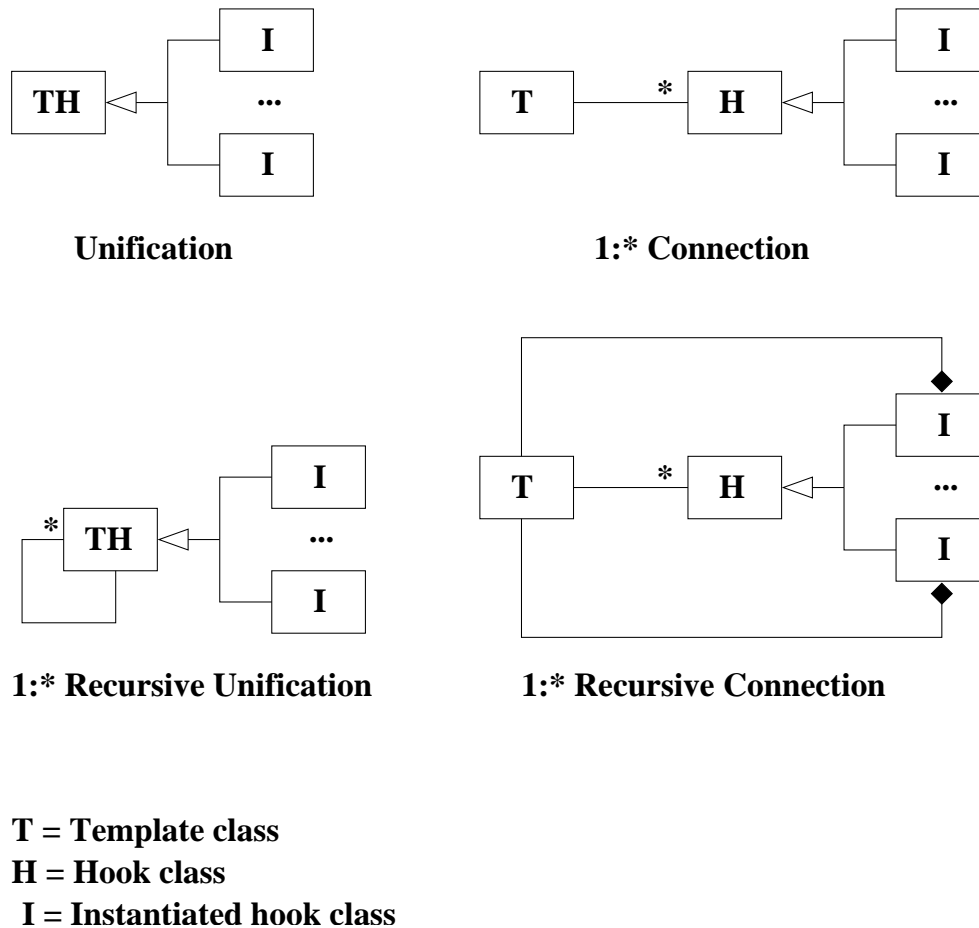 I
TH
...
I
Unification
I
T
*
H
...
I
1:* Connection
I
*
TH
...
I
1:* Recursive Unification
I
T
*
H
...
I
1:* Recursive Connection
T = Template class
H = Hook class
I = Instantiated hook class